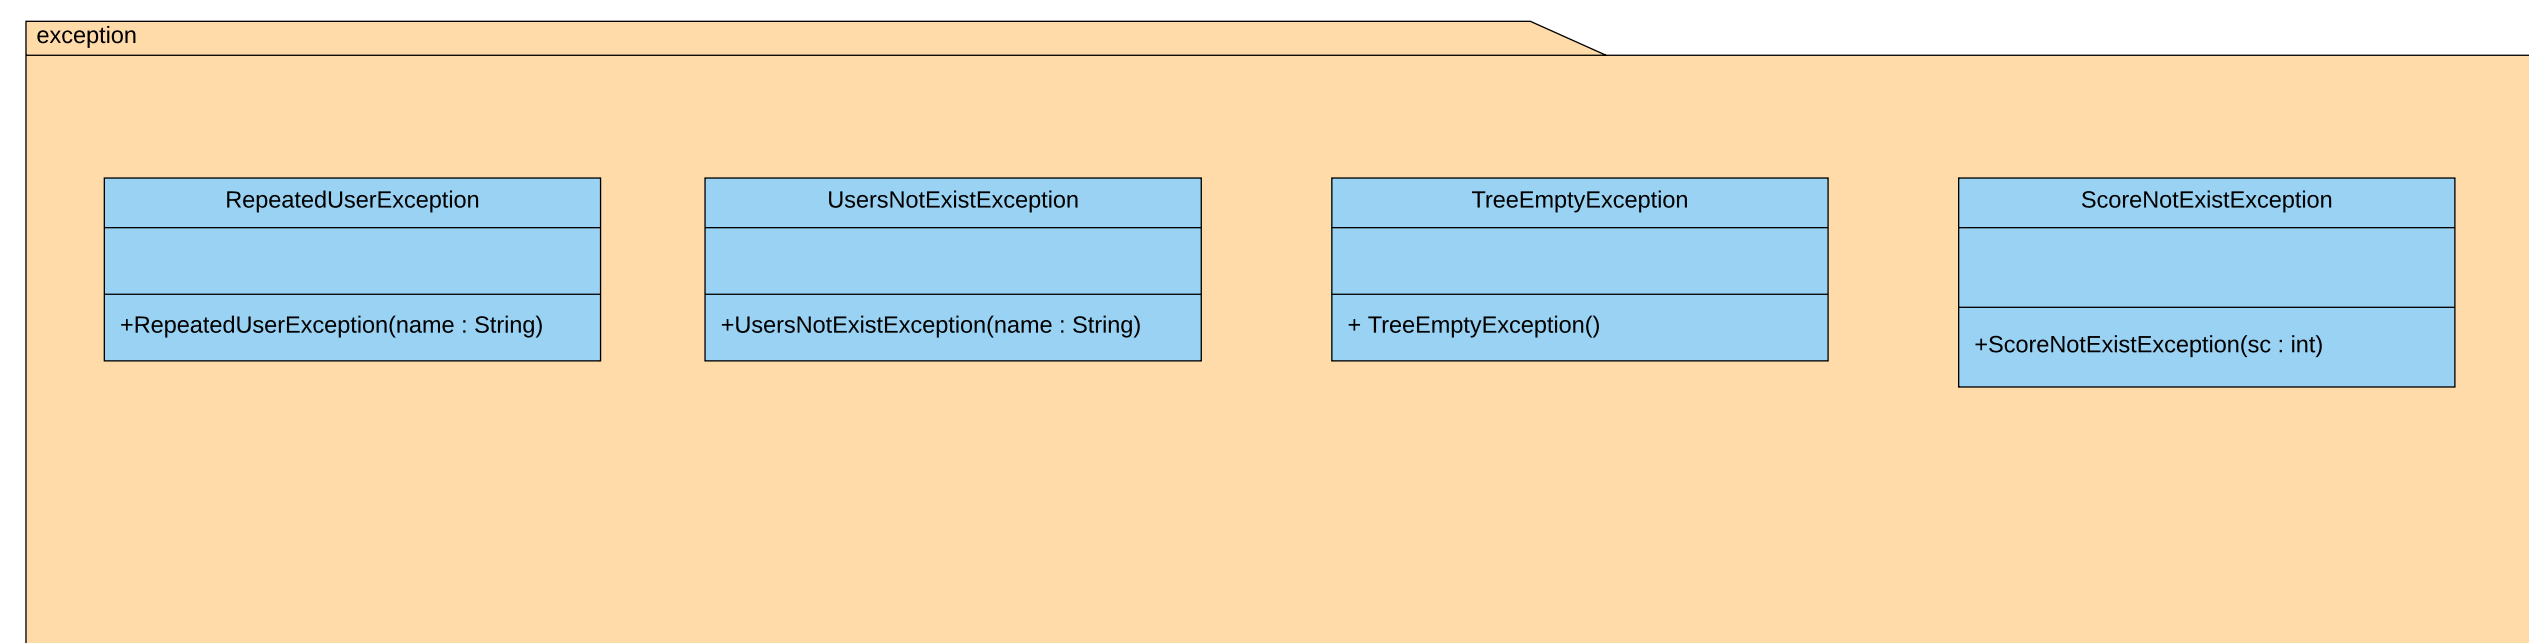 exception
RepeatedUserException
+RepeatedUserException(name : String)
UsersNotExistException
+UsersNotExistException(name : String)
TreeEmptyException
+ TreeEmptyException()
ScoreNotExistException
+ScoreNotExistException(sc : int)